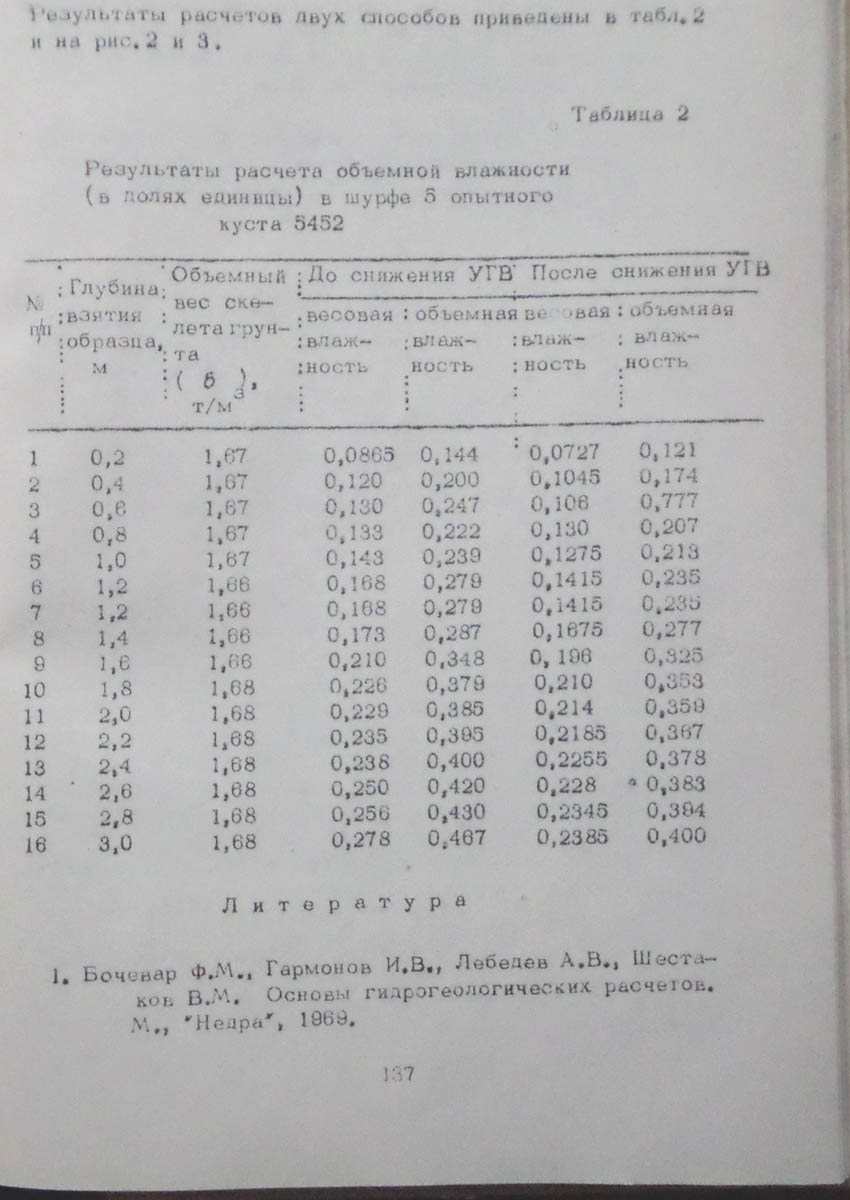 Результаты расчетов двух способов приведены в табл. 2
и на рис. 2 и 3.
Таблица 2
Результаты расчета объемной влажности
(в долях единицы) в шурфе 5 опытного
куста 5452
№ п/п Глубина взятия образца, м Объемный вес скелета грунта (б), т/м³ До снижения УГВ После снижения УГВ
весовая влажность объемная влажность весовая влажность объемная влажность
1 0,2 1,67 0,0865 0,144 0,0727 0,121
2 0,4 1,67 0,120 0,200 0,1045 0,174
3 0,6 1,67 0,130 0,247 0,106 0,777
4 0,8 1,67 0,133 0,222 0,130 0,207
5 1,0 1,67 0,143 0,239 0,1275 0,213
6 1,2 1,66 0,168 0,279 0,1415 0,235
7 1,2 1,66 0,168 0,279 0,1415 0,235
8 1,4 1,66 0,173 0,287 0,1675 0,277
9 1,6 1,66 0,210 0,348 0,196 0,325
10 1,8 1,68 0,226 0,379 0,210 0,353
11 2,0 1,68 0,229 0,385 0,214 0,359
12 2,2 1,68 0,235 0,395 0,2185 0,367
13 2,4 1,68 0,238 0,400 0,2255 0,378
14 2,6 1,68 0,250 0,420 0,228 0,383
15 2,8 1,68 0,256 0,430 0,2345 0,394
16 3,0 1,68 0,278 0,467 0,2385 0,400
Литература
1. Бочевар Ф.М., Гармонов И.В., Лебедев А.В., Шеста-
ков В.М. Основы гидрогеологических расчетов.
М., "Недра", 1969.
137